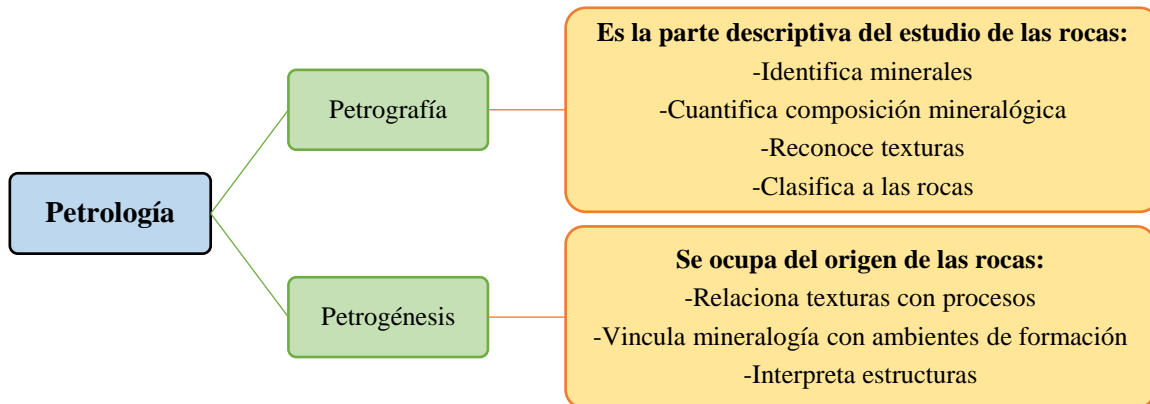 Petrología
Petrografía
Es la parte descriptiva del estudio de las rocas:
-Identifica minerales
-Cuantifica composición mineralógica
-Reconoce texturas
-Clasifica a las rocas
Petrogénesis
Se ocupa del origen de las rocas:
-Relaciona texturas con procesos
-Vincula mineralogía con ambientes de formación
-Interpreta estructuras